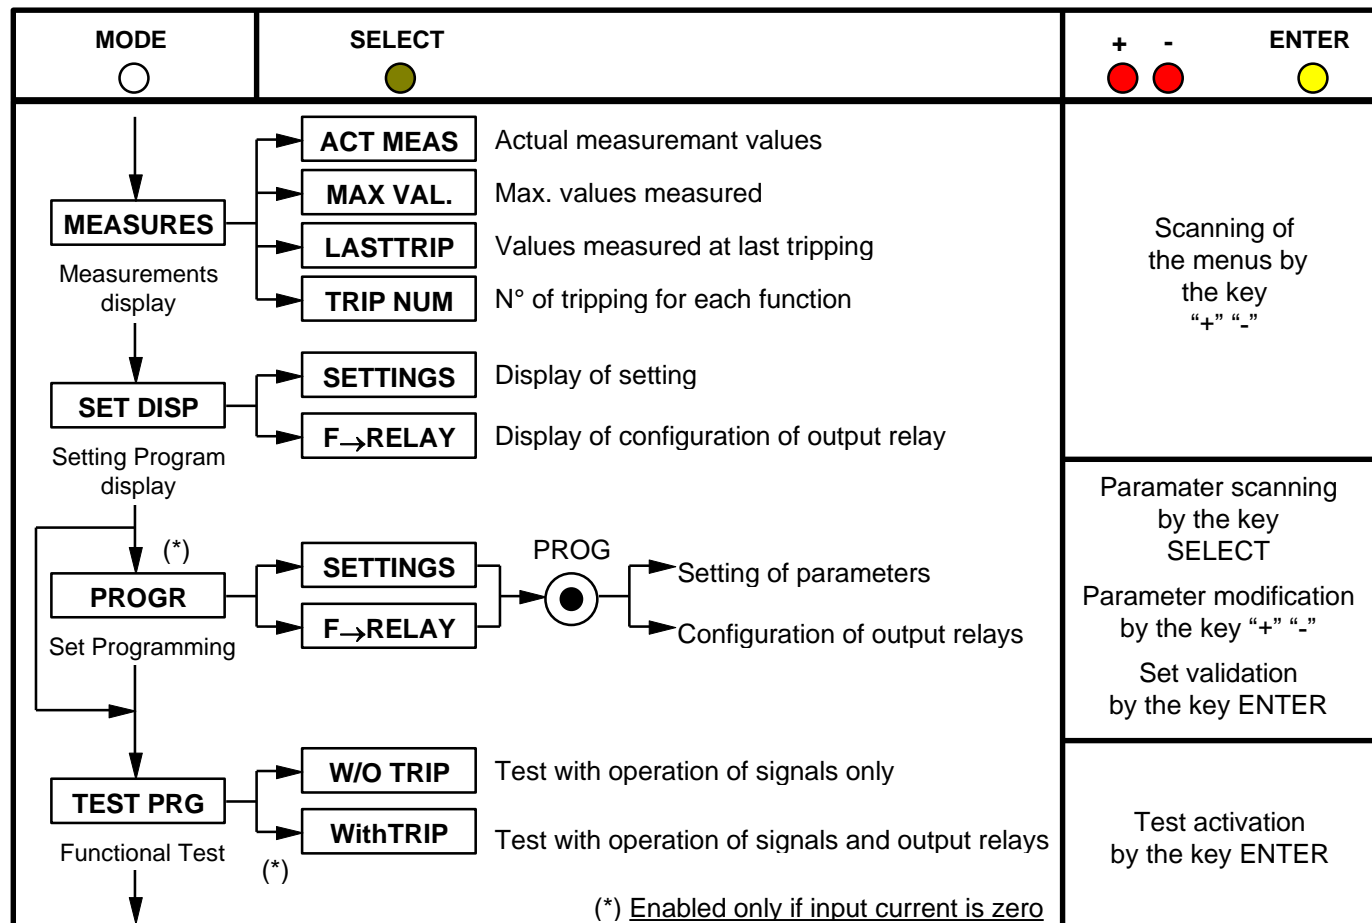 MODE
SELECT
+ -
ENTER
ACT MEAS
Actual measuremant values
MAX VAL.
Max. values measured
MEASURES
LASTTRIP
Values measured at last tripping
Measurements
display
TRIP NUM
N° of tripping for each function
Scanning of
the menus by
the key
“+” “-”
SETTINGS
Display of setting
SET DISP
F→RELAY
Display of configuration of output relay
Setting Program
display
(*)
SETTINGS
PROG
Setting of parameters
PROGR
F→RELAY
Configuration of output relays
Set Programming
Paramater scanning
by the key
SELECT
Parameter modification
by the key “+” “-”
Set validation
by the key ENTER
W/O TRIP
Test with operation of signals only
TEST PRG
WithTRIP
Test with operation of signals and output relays
Functional Test
(*)
Test activation
by the key ENTER
(*) Enabled only if input current is zero